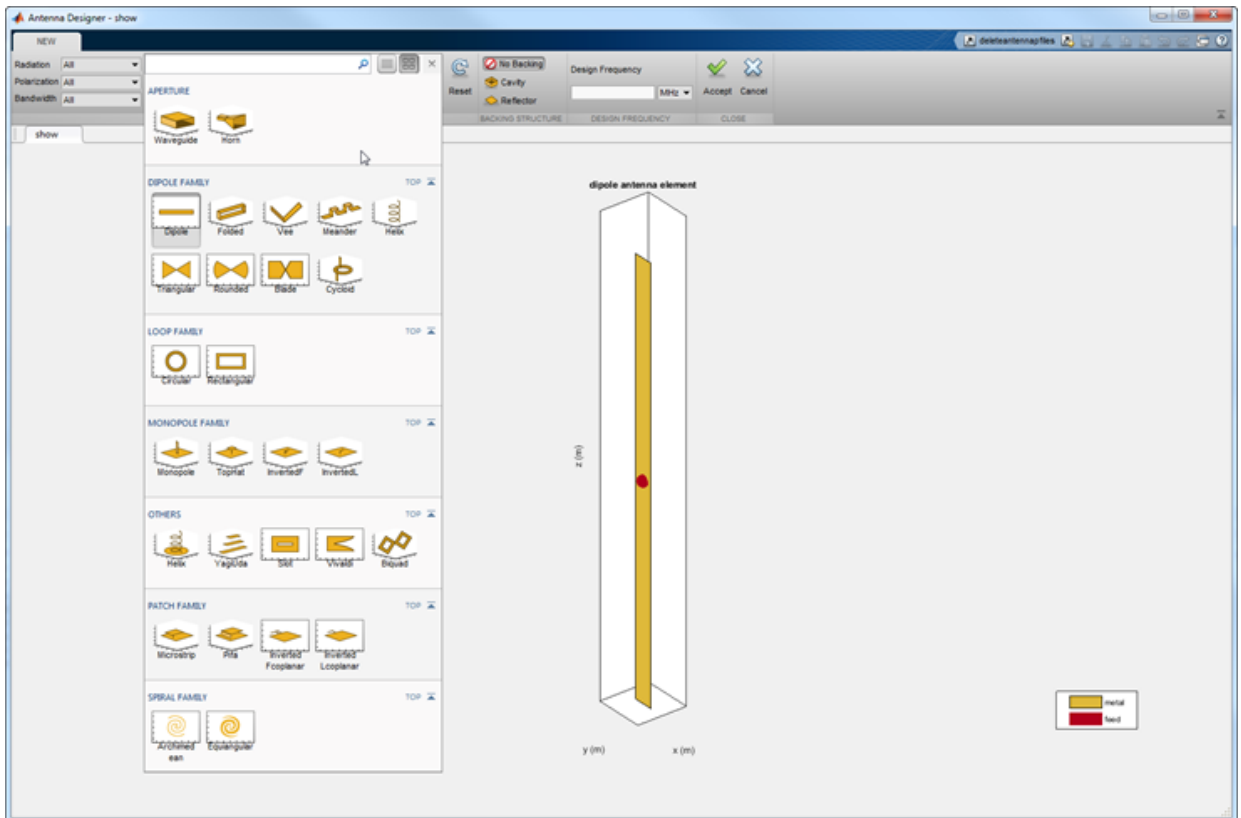 Antenna Designer - show
NEW
deleteantennapfiles
Radiation All
Polarization All
Bandwidth All
Reset
No Backing
Cavity
Reflector
BACKING STRUCTURE
Design Frequency
MHz
DESIGN FREQUENCY
Accept Cancel
CLOSE
show
APERTURE
Waveguide Horn
DIPOLE FAMILY TOP
Dipole Folded Vee Meander Helix
Triangular Rounded Blade Cycloid
LOOP FAMILY TOP
Circular Rectangular
MONOPOLE FAMILY TOP
Monopole TopHat InvertedF InvertedL
OTHERS TOP
Helix YagiUda Slot Vivaldi Biquad
PATCH FAMILY TOP
Microstrip Pifa Inverted Fcoplanar Inverted Lcoplanar
SPIRAL FAMILY TOP
Archimed ean Equiangular
dipole antenna element
z (m)
y (m) x (m)
metal
feed